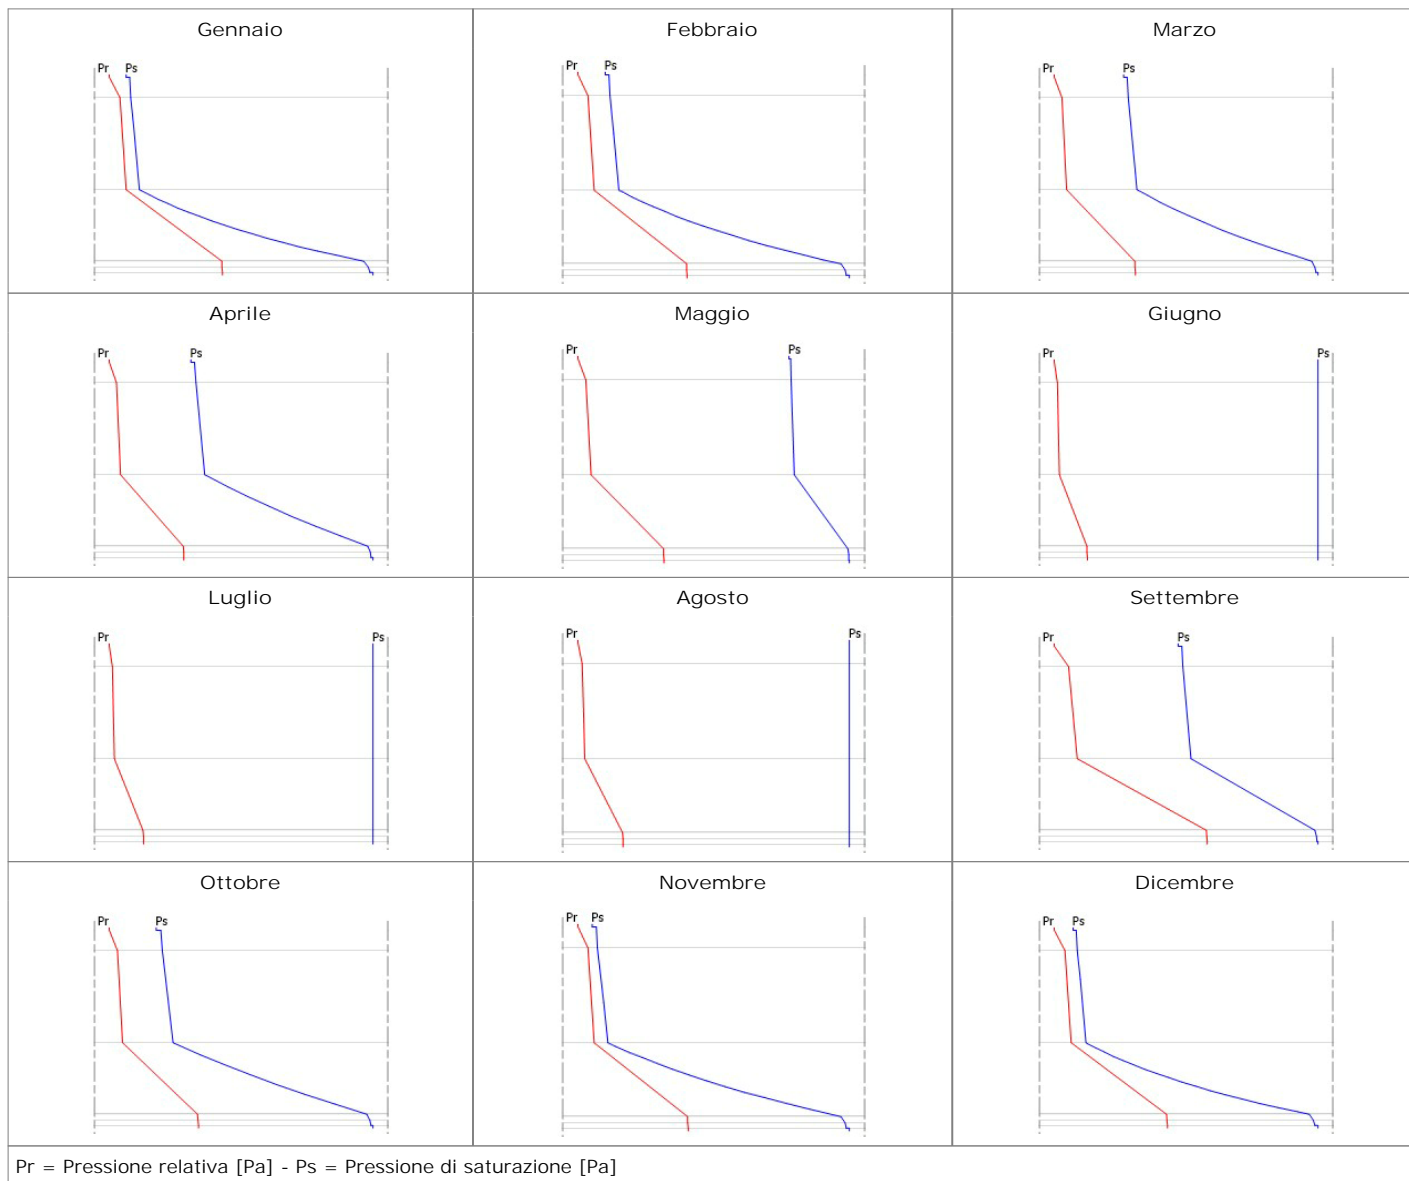 Gennaio
Pr Ps
Febbraio
Pr Ps
Marzo
Pr Ps
Aprile
Pr Ps
Maggio
Pr Ps
Giugno
Pr Ps
Luglio
Pr Ps
Agosto
Pr Ps
Settembre
Pr Ps
Ottobre
Pr Ps
Novembre
Pr Ps
Dicembre
Pr Ps
Pr = Pressione relativa [Pa] - Ps = Pressione di saturazione [Pa]